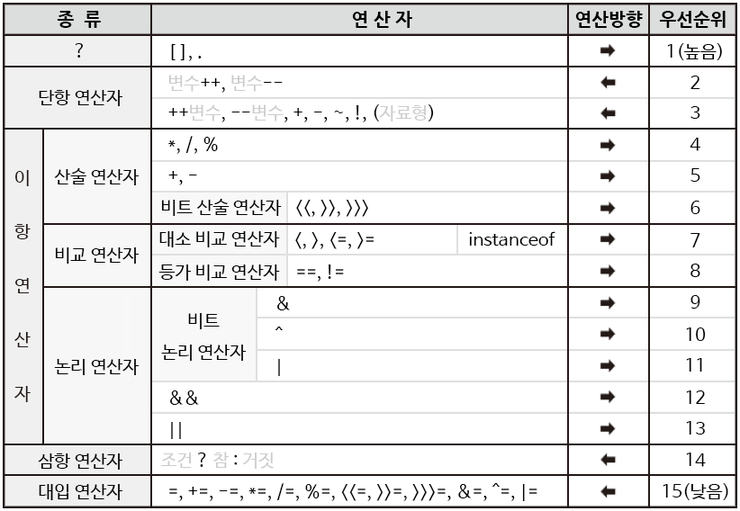 종 류 연 산 자 연산방향 우선순위
? [ ], . ➡ 1(높음)
단항 연산자 변수++, 변수-- ⬅ 2
++변수, --변수, +, -, ~, !, (자료형) ⬅ 3
이항연산자 산술 연산자 *, /, % ➡ 4
+, - ➡ 5
비트 산술 연산자 〈〈, 〉〉, 〉〉〉 ➡ 6
비교 연산자 대소 비교 연산자 〈, 〉, 〈=, 〉= instanceof ➡ 7
등가 비교 연산자 ==, != ➡ 8
논리 연산자 비트 논리 연산자 & ➡ 9
^ ➡ 10
| ➡ 11
&& ➡ 12
|| ➡ 13
삼항 연산자 조건 ? 참 : 거짓 ⬅ 14
대입 연산자 =, +=, -=, *=, /=, %=, 〈〈=, 〉〉=, 〉〉〉=, &=, ^=, |= ⬅ 15(낮음)